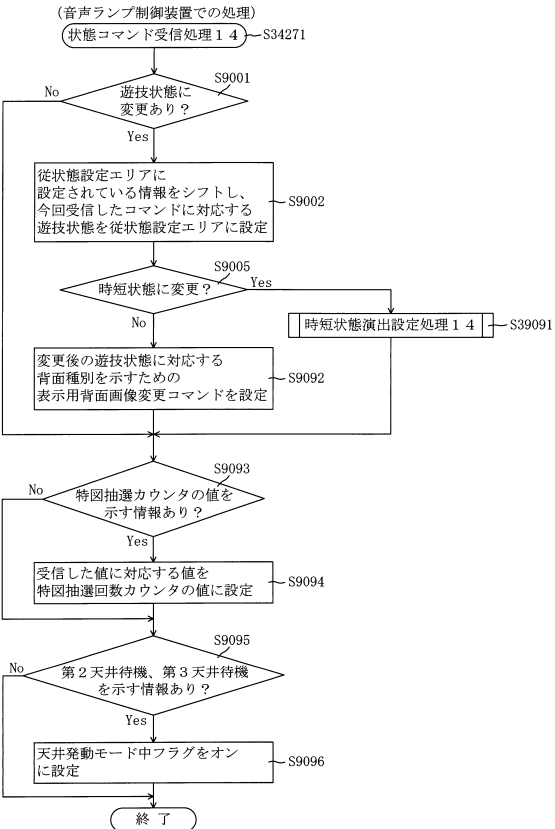 (音声ランプ制御装置での処理)
状態コマンド受信処理14
S34271
S9001
No
遊技状態に
変更あり?
Yes
従状態設定エリアに
設定されている情報をシフトし、
今回受信したコマンドに対応する
遊技状態を従状態設定エリアに設定
S9002
S9005
Yes
時短状態に変更?
No
時短状態演出設定処理14
S39091
変更後の遊技状態に対応する
背面種別を示すための
表示用背面画像変更コマンドを設定
S9092
S9093
No
特図抽選カウンタの値を
示す情報あり?
Yes
受信した値に対応する値を
特図抽選回数カウンタの値に設定
S9094
S9095
No
第2天井待機、第3天井待機
を示す情報あり?
Yes
天井発動モード中フラグをオン
に設定
S9096
終了